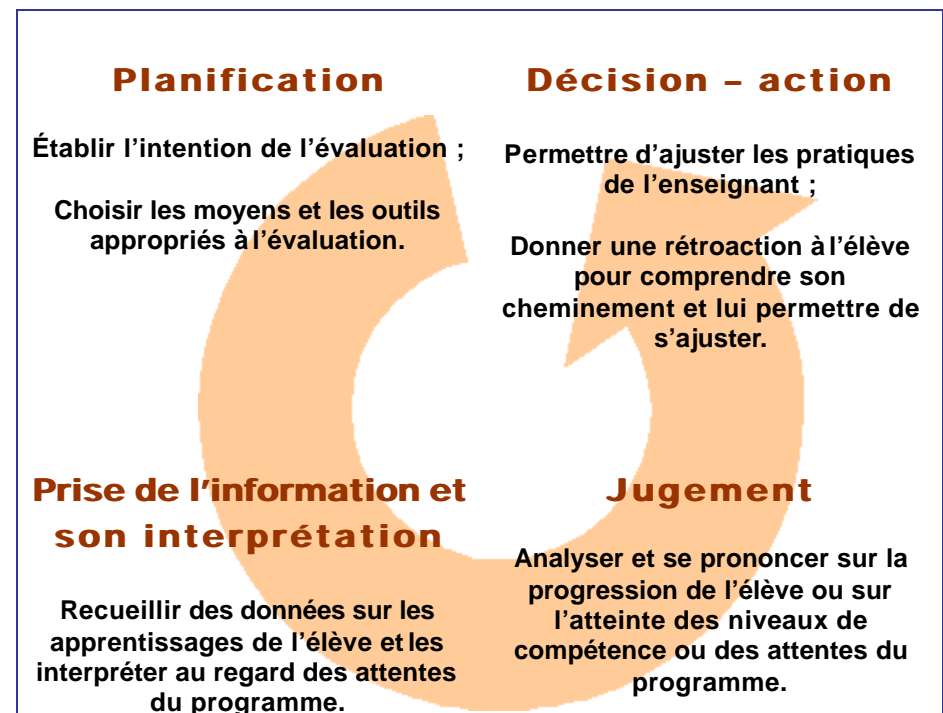 Planification
Établir l'intention de l'évaluation ;
Choisir les moyens et les outils
appropriés à l'évaluation.
Décision – action
Permettre d'ajuster les pratiques
de l'enseignant ;
Donner une rétroaction à l'élève
pour comprendre son
cheminement et lui permettre de
s'ajuster.
Prise de l'information et
son interprétation
Recueillir des données sur les
apprentissages de l'élève et les
interpréter au regard des attentes
du programme.
Jugement
Analyser et se prononcer sur la
progression de l'élève ou sur
l'atteinte des niveaux de
compétence ou des attentes du
programme.